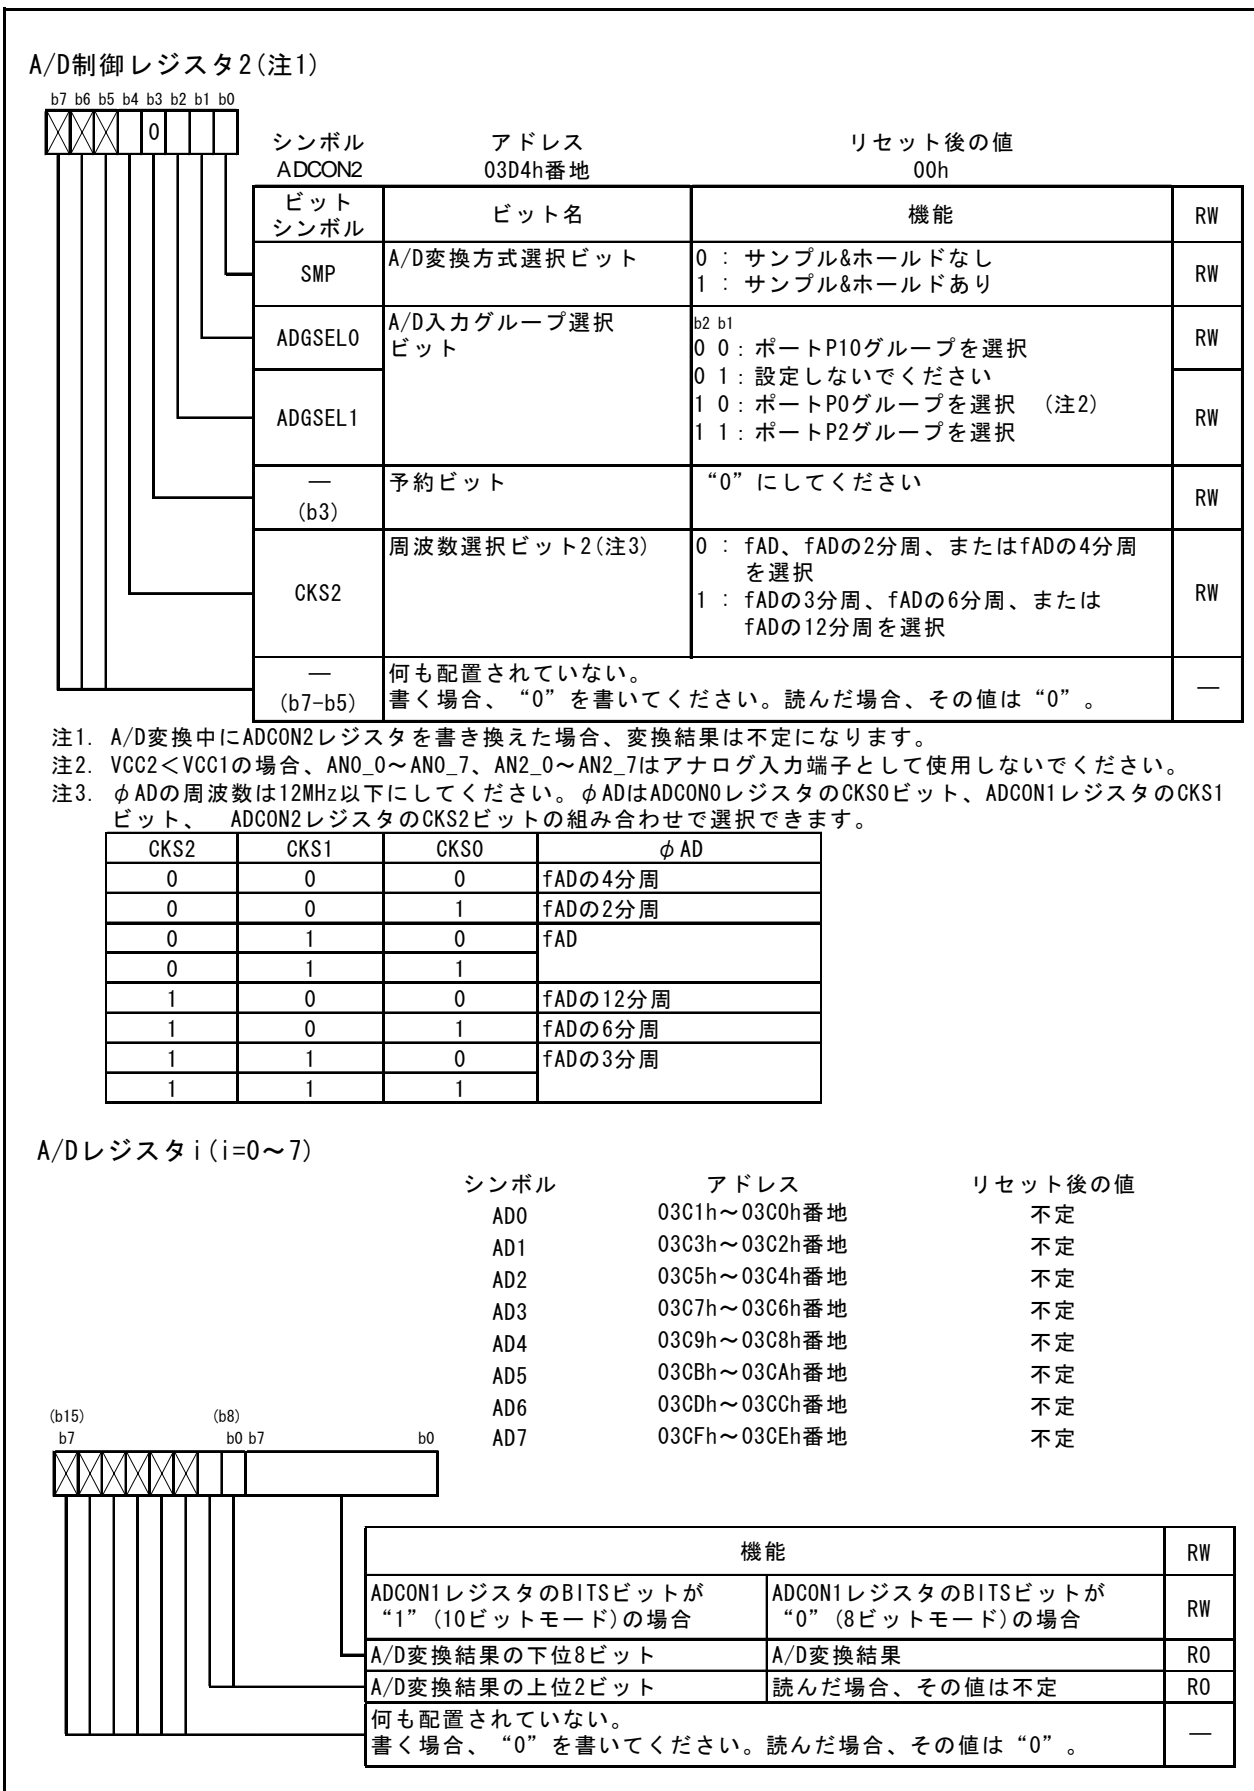 A/D制御レジスタ2(注1)
b7 b6 b5 b4 b3 b2 b1 b0
0
シンボル アドレス リセット後の値
ADCON2 03D4h番地 00h
ビット
シンボル ビット名 機能 RW
SMP A/D変換方式選択ビット 0 : サンプル&ホールドなし RW
1 : サンプル&ホールドあり
ADGSEL0 A/D入力グループ選択
ビット b2 b1
0 0 : ポートP10グループを選択 RW
0 1 : 設定しないでください
ADGSEL1 1 0 : ポートP0グループを選択 (注2) RW
1 1 : ポートP2グループを選択
―
(b3) 予約ビット “0”にしてください RW
CKS2 周波数選択ビット2(注3) 0 : fAD、fADの2分周、またはfADの4分周
を選択 RW
1 : fADの3分周、fADの6分周、または
fADの12分周を選択
―
(b7-b5) 何も配置されていない。
書く場合、“0”を書いてください。読んだ場合、その値は“0”。 ―
注1. A/D変換中にADCON2レジスタを書き換えた場合、変換結果は不定になります。
注2. VCC2<VCC1の場合、AN0_0～AN0_7、AN2_0～AN2_7はアナログ入力端子として使用しないでください。
注3. φADの周波数は12MHz以下にしてください。φADはADCON0レジスタのCKS0ビット、ADCON1レジスタのCKS1
ビット、 ADCON2レジスタのCKS2ビットの組み合わせで選択できます。
CKS2 CKS1 CKS0 φAD
0 0 0 fADの4分周
0 0 1 fADの2分周
0 1 0 fAD
0 1 1
1 0 0 fADの12分周
1 0 1 fADの6分周
1 1 0 fADの3分周
1 1 1
A/Dレジスタi(i=0～7)
シンボル アドレス リセット後の値
AD0 03C1h～03C0h番地 不定
AD1 03C3h～03C2h番地 不定
AD2 03C5h～03C4h番地 不定
AD3 03C7h～03C6h番地 不定
AD4 03C9h～03C8h番地 不定
AD5 03CBh～03CAh番地 不定
AD6 03CDh～03CCh番地 不定
AD7 03CFh～03CEh番地 不定
(b15) (b8)
b7 b0 b7 b0
機能 RW
ADCON1レジスタのBITSビットが ADCON1レジスタのBITSビットが RW
“1”(10ビットモード)の場合 “0”(8ビットモード)の場合
A/D変換結果の下位8ビット A/D変換結果 RO
A/D変換結果の上位2ビット 読んだ場合、その値は不定 RO
何も配置されていない。
書く場合、“0”を書いてください。読んだ場合、その値は“0”。 ―